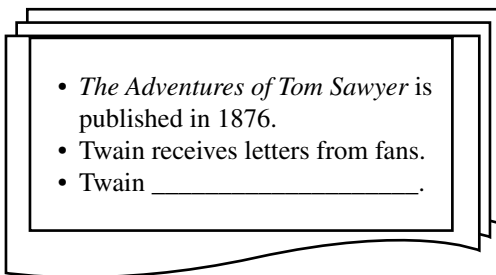 • The Adventures of Tom Sawyer is
published in 1876.
• Twain receives letters from fans.
• Twain ____________________.